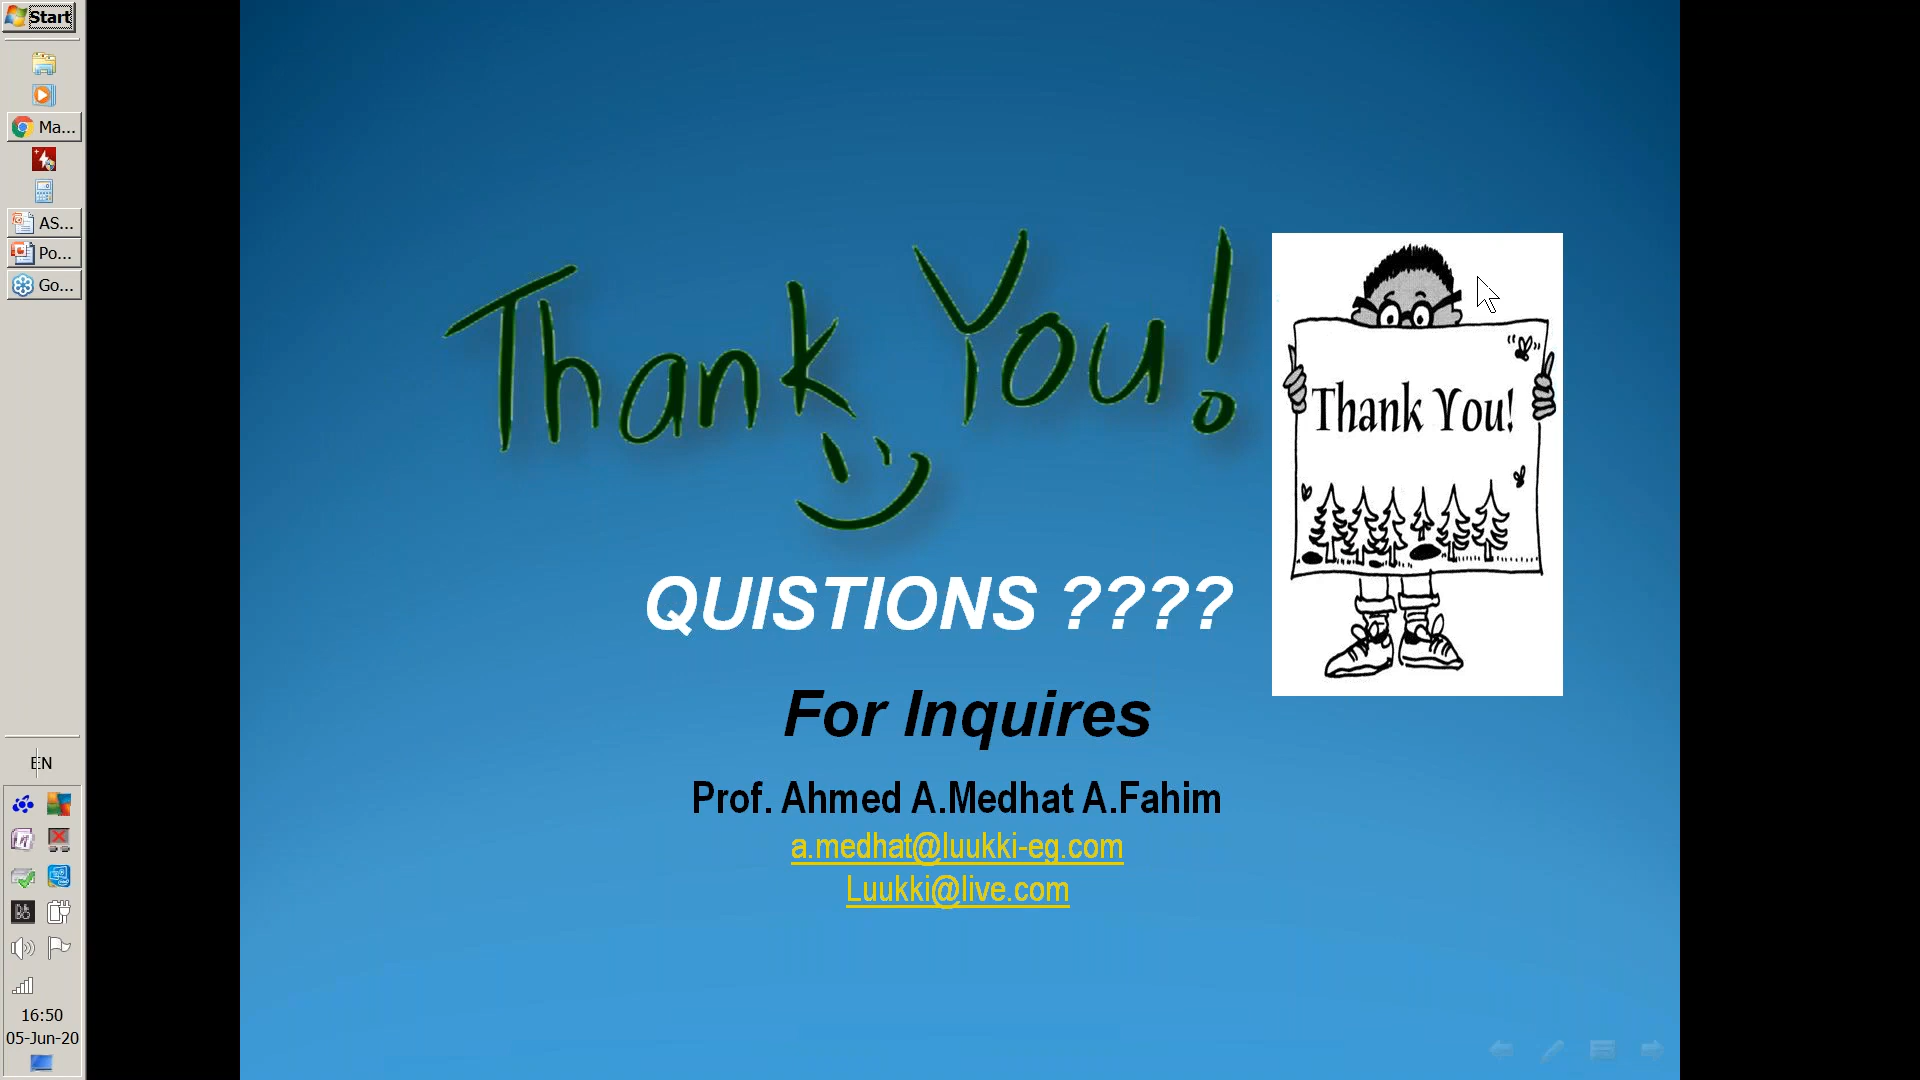 Start
Ma...
AS...
Po...
Go...
EN
16:50
05-Jun-20
Thank You!
Thank You!
QUISTIONS ????
For Inquires
Prof. Ahmed A.Medhat A.Fahim
a.medhat@luukki-eg.com
Luukki@live.com